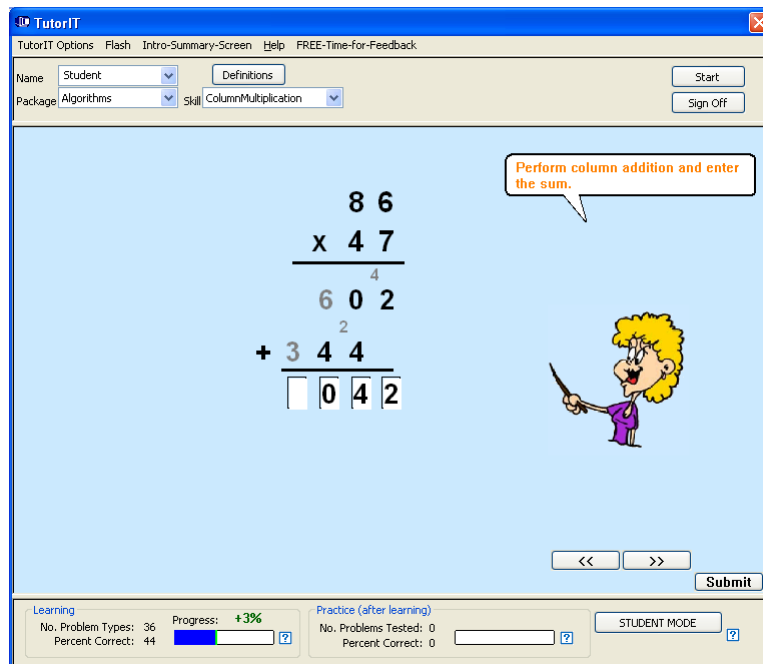 TutorIT
TutorIT Options Flash Intro-Summary-Screen Help FREE-Time-for-Feedback
Name Student Definitions Start
Package Algorithms Skill ColumnMultiplication Sign Off
Perform column addition and enter
the sum.
8 6
x 4 7
4
6 0 2
2
+ 3 4 4
0 4 2
<< >>
Submit
Learning
No. Problem Types: 36
Percent Correct: 44
Progress: +3%
?
Practice (after learning)
No. Problems Tested: 0
Percent Correct: 0
?
STUDENT MODE
?